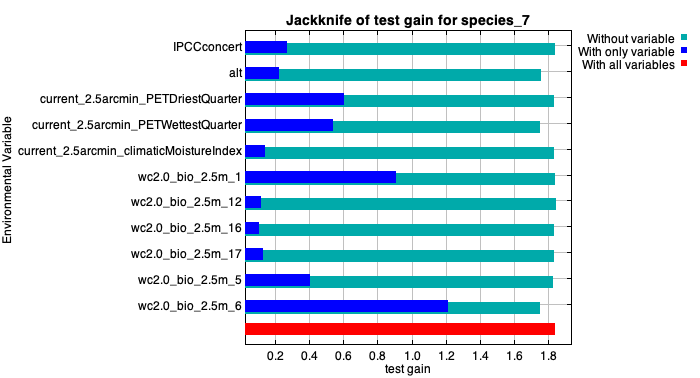 Jackknife of test gain for species_7
Without variable
With only variable
With all variables
Environmental Variable
IPCCconcert
alt
current_2.5arcmin_PETDriestQuarter
current_2.5arcmin_PETWettestQuarter
current_2.5arcmin_climaticMoistureIndex
wc2.0_bio_2.5m_1
wc2.0_bio_2.5m_12
wc2.0_bio_2.5m_16
wc2.0_bio_2.5m_17
wc2.0_bio_2.5m_5
wc2.0_bio_2.5m_6
0.2 0.4 0.6 0.8 1.0 1.2 1.4 1.6 1.8
test gain